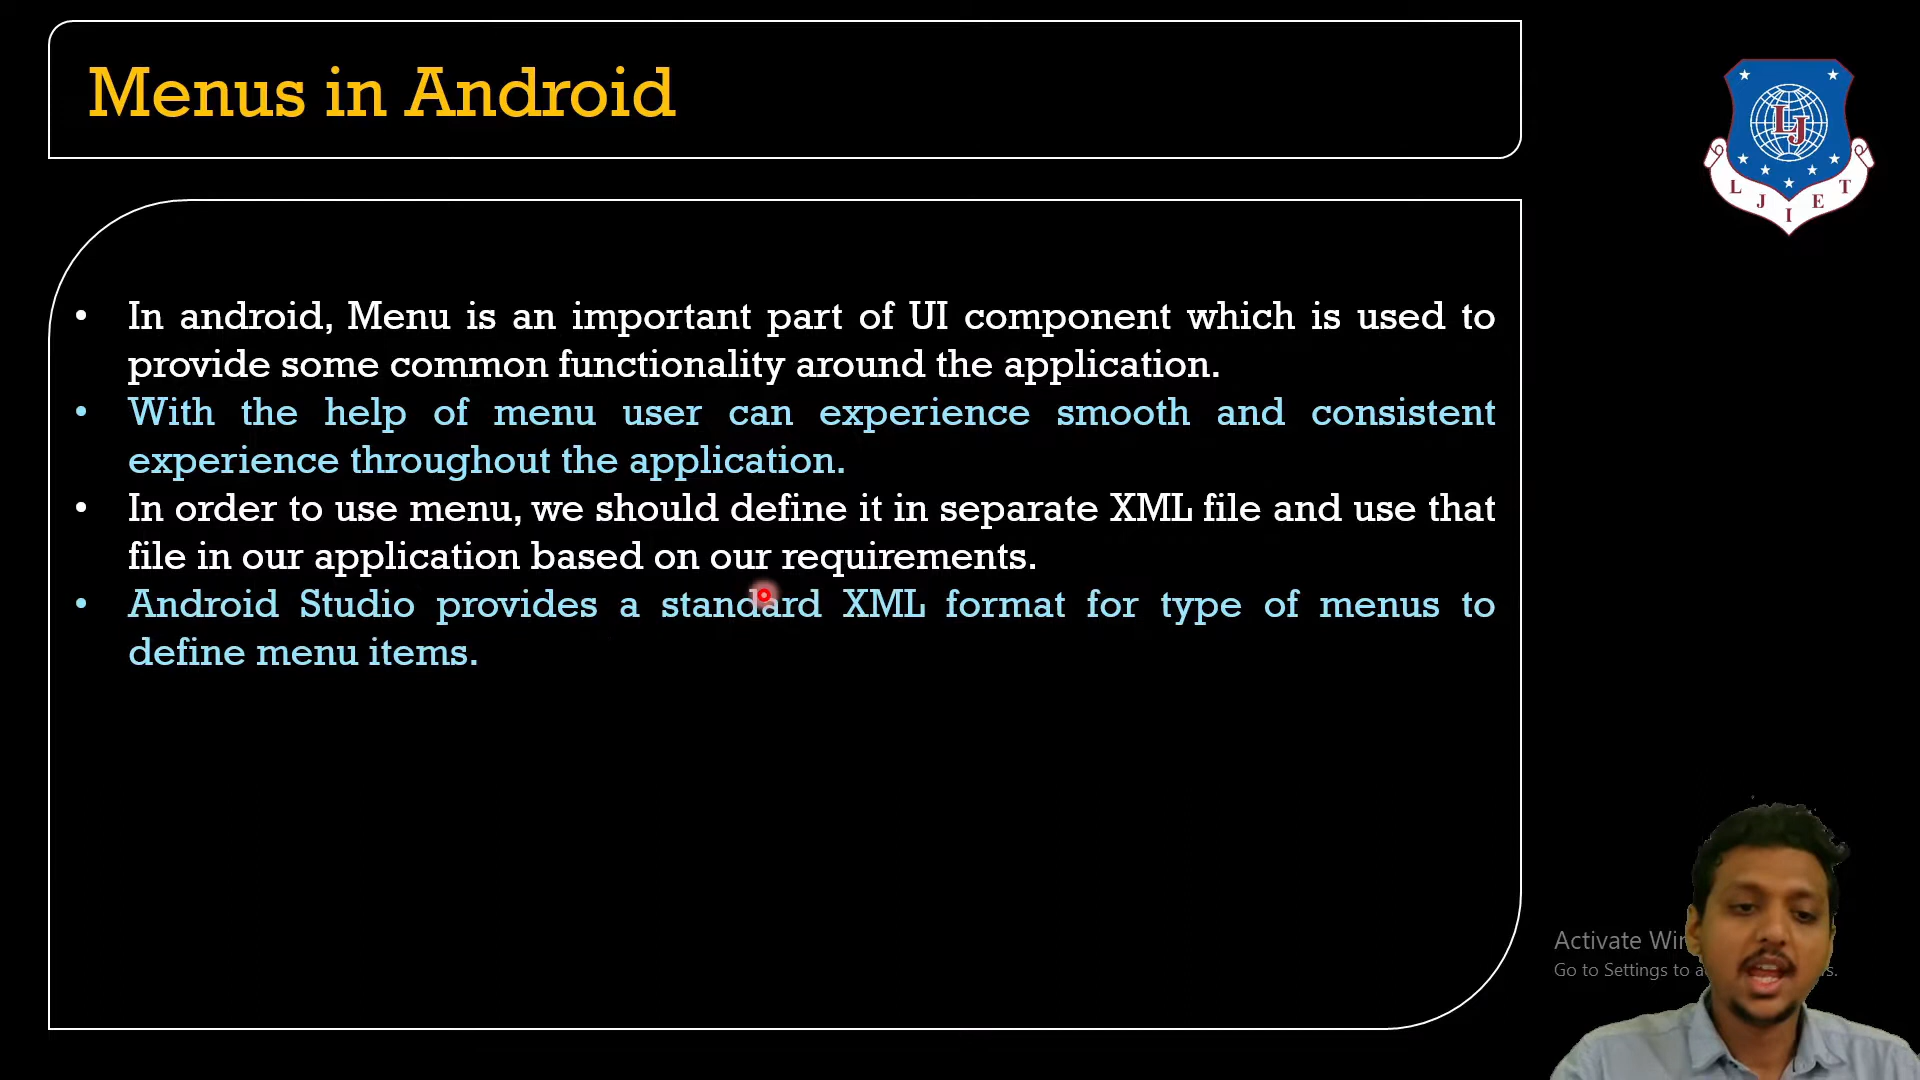 Menus in Android
LJ
L J I E T
• In android, Menu is an important part of UI component which is used to
provide some common functionality around the application.
• With the help of menu user can experience smooth and consistent
experience throughout the application.
• In order to use menu, we should define it in separate XML file and use that
file in our application based on our requirements.
• Android Studio provides a standard XML format for type of menus to
define menu items.
Activate
Go to Settings to